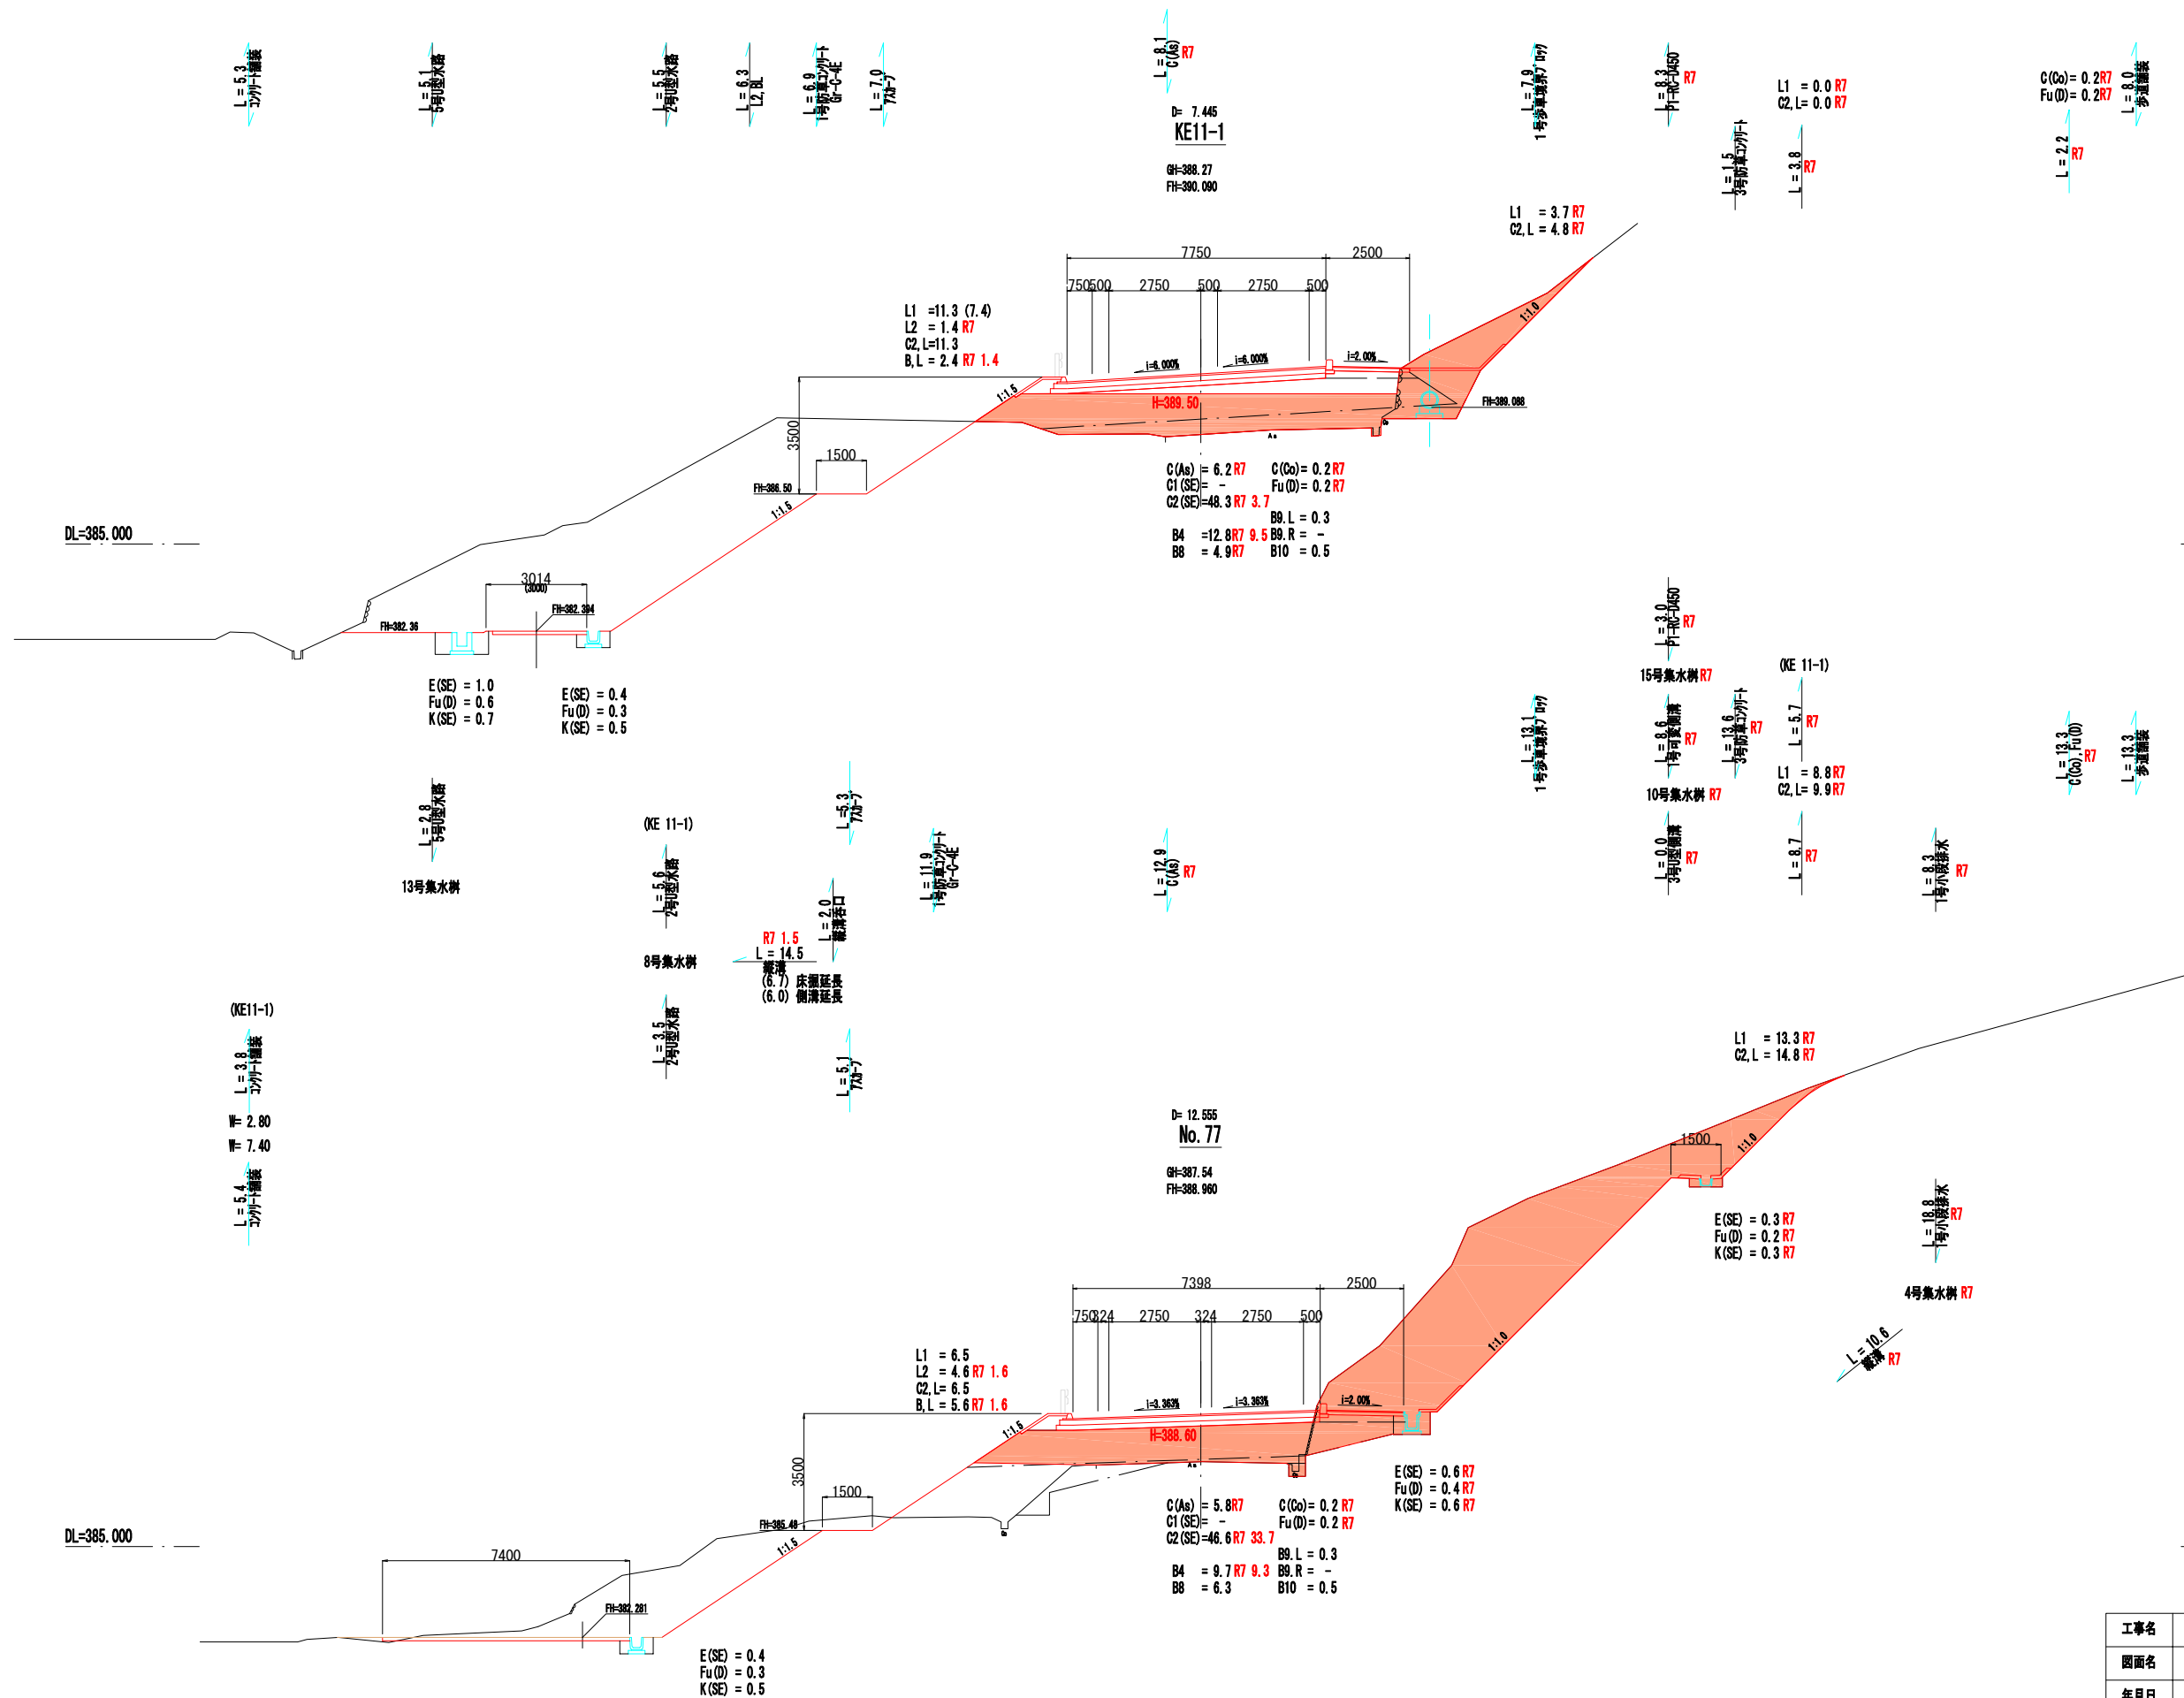 L = 5.3
ｺﾝｸﾘｰﾄ舗装
L = 5.1
5号U型水路
L = 5.5
2号U型水路
L = 6.3
L2, BL
L = 6.9
1号防草ｺﾝｸﾘｰﾄ
Gr-C-4E
L = 7.0
ｱｽｶｰﾌﾞ
L = 8.1
C(As) R7
L = 7.9
1号歩車境界ﾌﾞﾛｯｸ
L = 8.3
P1-RC-D450
R7
L1 = 0.0 R7
C2, L= 0.0 R7
L = 1.5
3号防草ｺﾝｸﾘｰﾄ
L = 3.8
R7
C(Co)= 0.2R7
Fu(D)= 0.2R7
L = 2.2
R7
L = 8.0
歩道舗装
D= 7.445
KE11-1
GH=388.27
FH=390.090
L1 = 3.7 R7
C2, L = 4.8 R7
7750
2500
750
500
2750
500
2750
500
L1 =11.3 (7.4)
L2 = 1.4 R7
C2, L=11.3
B, L = 2.4 R7 1.4
i=6.000%
i=6.000%
i=2.00%
1:1.0
1:1.5
H=389.50
FH=389.088
As
Co
3500
1500
FH=386.50
1:1.5
C(As) = 6.2 R7
C1(SE)= -
C2(SE)=48.3 R7 3.7
C(Co)= 0.2R7
Fu(D)= 0.2R7
B4 =12.8R7 9.5
B8 = 4.9R7
B9. L = 0.3
B9. R = -
B10 = 0.5
DL=385.000
3014
(3000)
FH=382.394
FH=382.36
E(SE) = 1.0
Fu(D) = 0.6
K(SE) = 0.7
E(SE) = 0.4
Fu(D) = 0.3
K(SE) = 0.5
L = 3.0
P1-RC-D450
R7
15号集水桝R7
(KE 11-1)
L = 13.1
1号歩車境界ﾌﾞﾛｯｸ
L = 8.6
1号可変側溝
R7
L = 13.6
3号防草ｺﾝｸﾘｰﾄ
R7
L = 5.7
R7
L = 13.3
C(Co), Fu(D)
R7
L = 13.3
歩道舗装
L1 = 8.8R7
C2, L= 9.9R7
10号集水桝 R7
L = 0.0
3号U型側溝
R7
L = 8.7
R7
L = 8.3
1号小段排水
R7
L = 2.8
5号U型水路
13号集水桝
(KE 11-1)
L = 5.6
2号U型水路
8号集水桝
L = 3.5
2号U型水路
L =5.3
ｱｽｶｰﾌﾞ
L = 2.0
縦溝呑口
L = 11.9
1号防草ｺﾝｸﾘｰﾄ
Gr-C-4E
L = 12.9
C(As)
R7
R7 1.5
L = 14.5
縦溝
(6.7) 床掘延長
(6.0) 側溝延長
L = 5.1
ｱｽｶｰﾌﾞ
(KE11-1)
L = 3.8
ｺﾝｸﾘｰﾄ舗装
W= 2.80
W= 7.40
L = 5.4
ｺﾝｸﾘｰﾄ舗装
D= 12.555
No. 77
GH=387.54
FH=388.960
L1 = 13.3 R7
C2, L = 14.8 R7
1500
1:1.0
E(SE) = 0.3 R7
Fu(D) = 0.2 R7
K(SE) = 0.3 R7
L = 18.8
1号小段排水
R7
4号集水桝 R7
L = 10.6
縦溝 R7
7398
2500
750
324
2750
324
2750
500
1:1.0
L1 = 6.5
L2 = 4.6 R7 1.6
C2, L= 6.5
B, L = 5.6 R7 1.6
i=3.363%
i=3.363%
i=2.00%
1:1.5
H=388.60
As
Co
Co
3500
1500
FH=385.48
1:1.5
C(As) = 5.8R7
C1(SE)= -
C2(SE)=46.6 R7 33.7
C(Co)= 0.2 R7
Fu(D)= 0.2 R7
B4 = 9.7 R7 9.3
B8 = 6.3
B9. L = 0.3
B9. R = -
B10 = 0.5
E(SE) = 0.6 R7
Fu(D) = 0.4 R7
K(SE) = 0.6 R7
DL=385.000
7400
FH=382.281
E(SE) = 0.4
Fu(D) = 0.3
K(SE) = 0.5
工事名
図面名
年月日